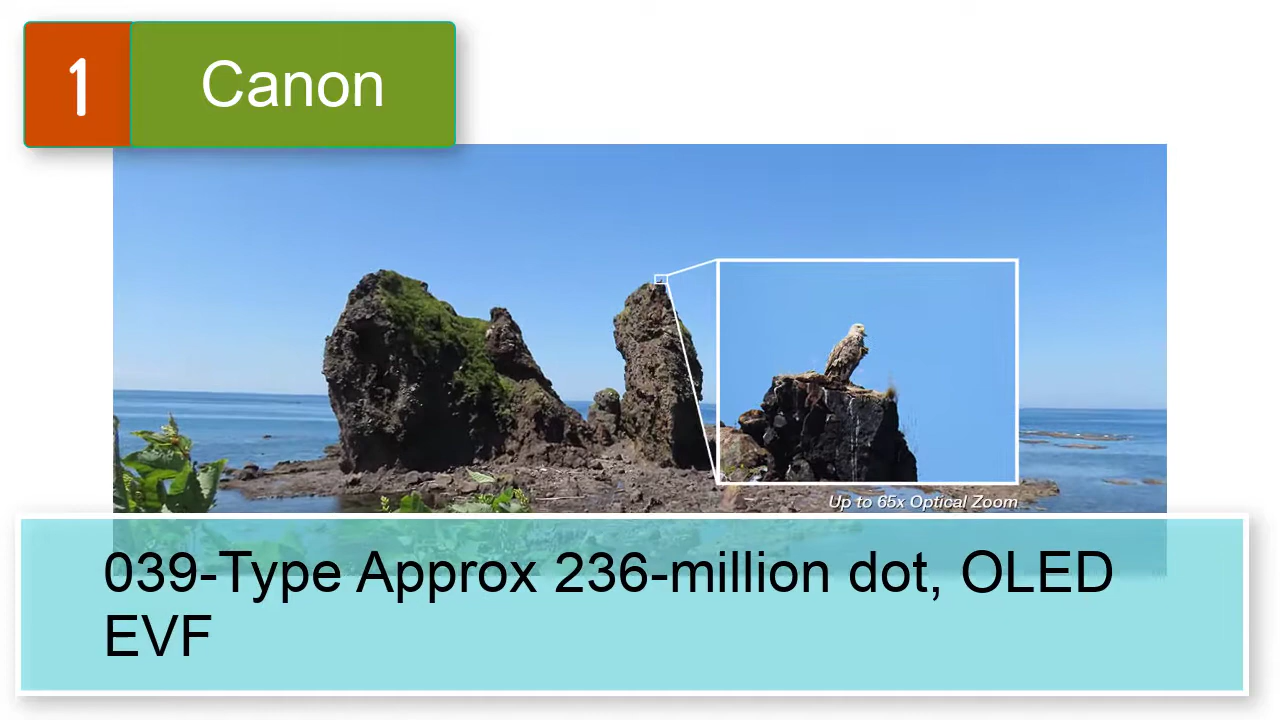 1
Canon
Up to 65x Optical Zoom
039-Type Approx 236-million dot, OLED
EVF